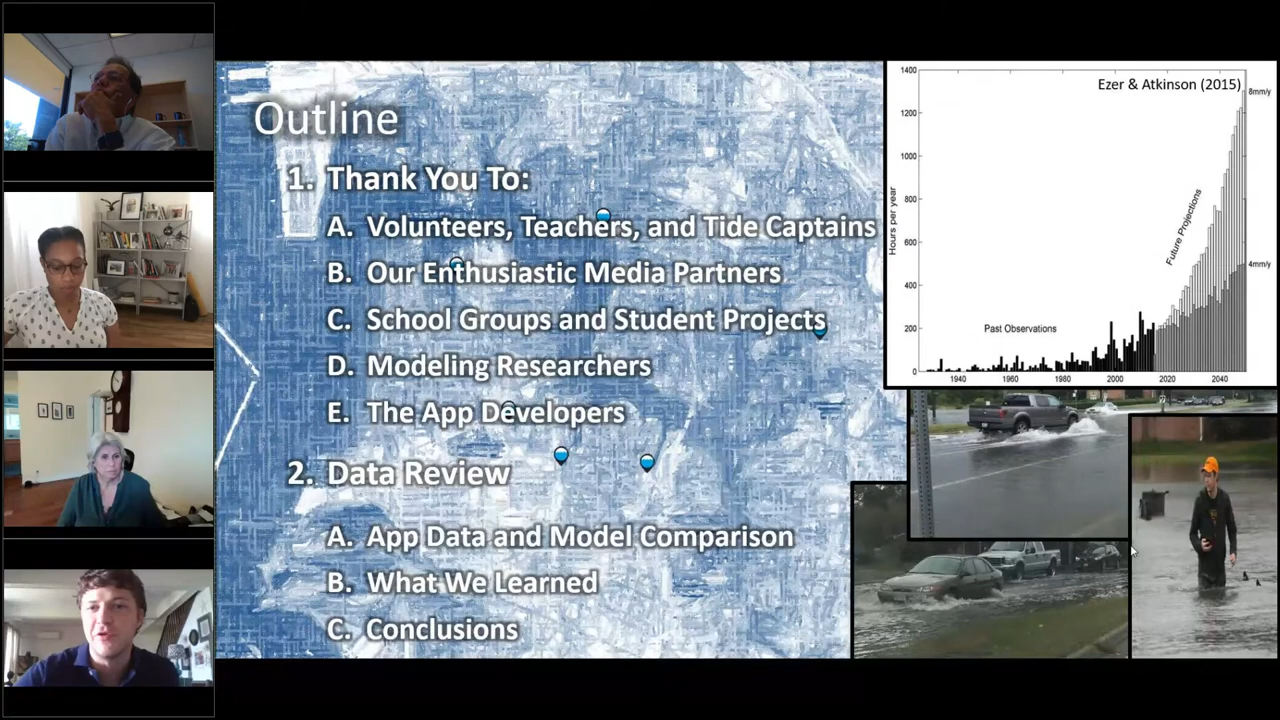 Outline
1. Thank You To:
A. Volunteers, Teachers, and Tide Captains
B. Our Enthusiastic Media Partners
C. School Groups and Student Projects
D. Modeling Researchers
E. The App Developers
2. Data Review
A. App Data and Model Comparison
B. What We Learned
C. Conclusions
Ezer & Atkinson (2015)
8mm/y
4mm/y
Hours per year
Past Observations
Future Projections
1400
1200
1000
800
600
400
200
0
1940
1960
1980
2000
2020
2040